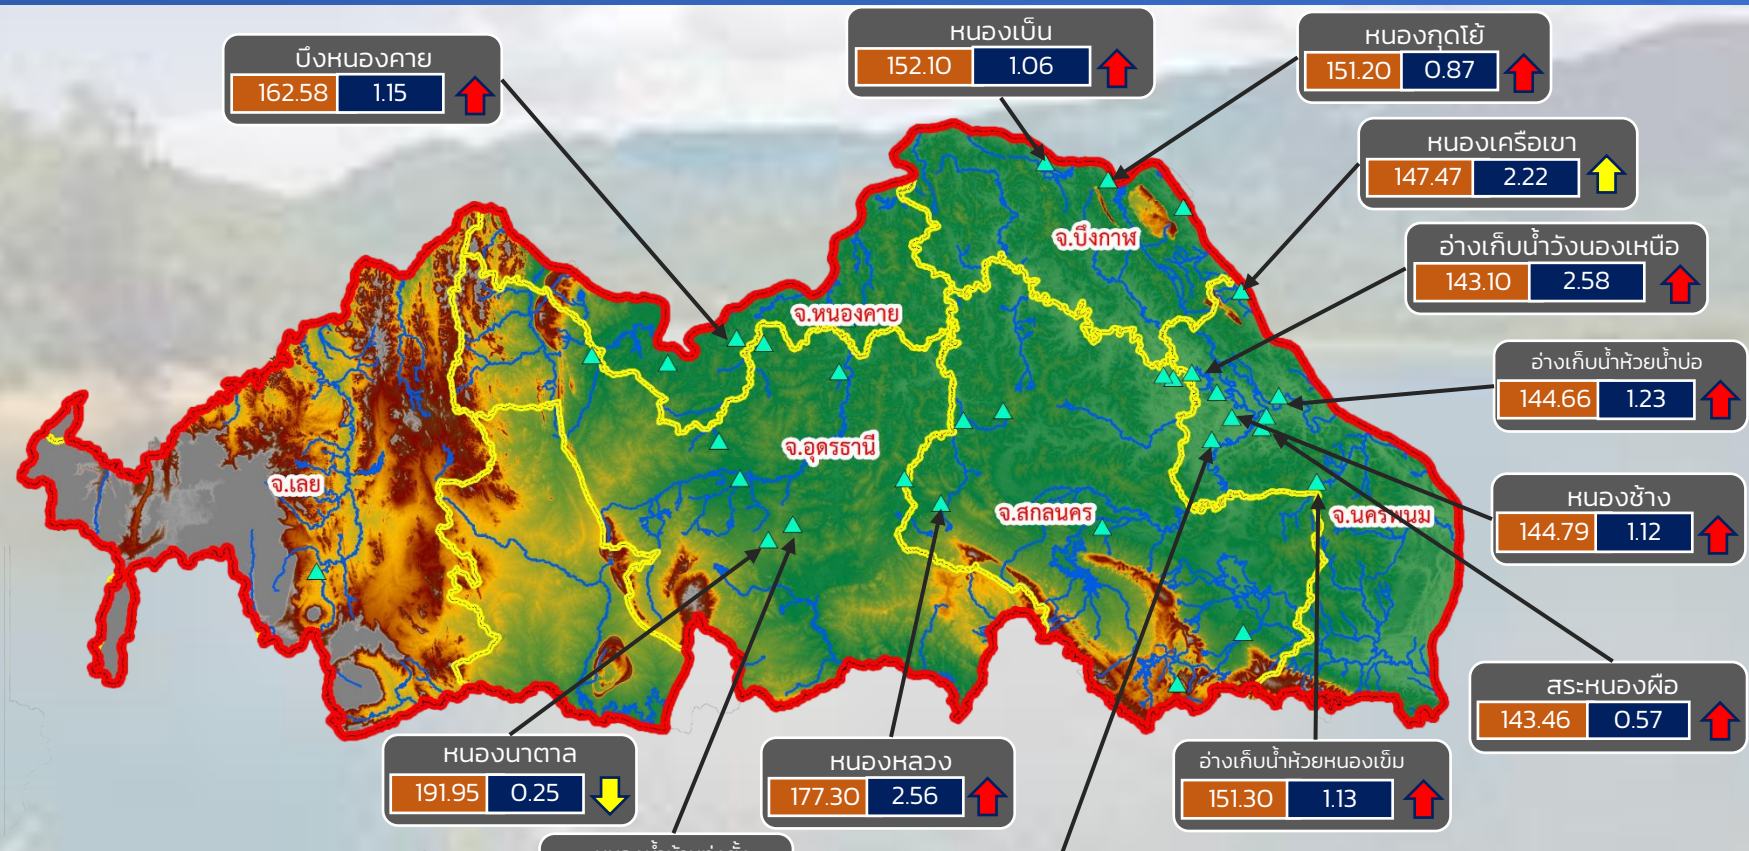 บึงหนองคาย
162.58 1.15
หนองเบ็น
152.10 1.06
หนองกุดโย้
151.20 0.87
หนองเครือเขา
147.47 2.22
อ่างเก็บน้ำวังนองเหนือ
143.10 2.58
อ่างเก็บน้ำห้วยน้ำบ่อ
144.66 1.23
หนองช้าง
144.79 1.12
สระหนองผือ
143.46 0.57
จ.บึงกาฬ
จ.หนองคาย
จ.อุดรธานี
จ.เลย
จ.สกลนคร
จ.นครพนม
หนองนาตาล
191.95 0.25
หนองหลวง
177.30 2.56
อ่างเก็บน้ำห้วยหนองเข็ม
151.30 1.13